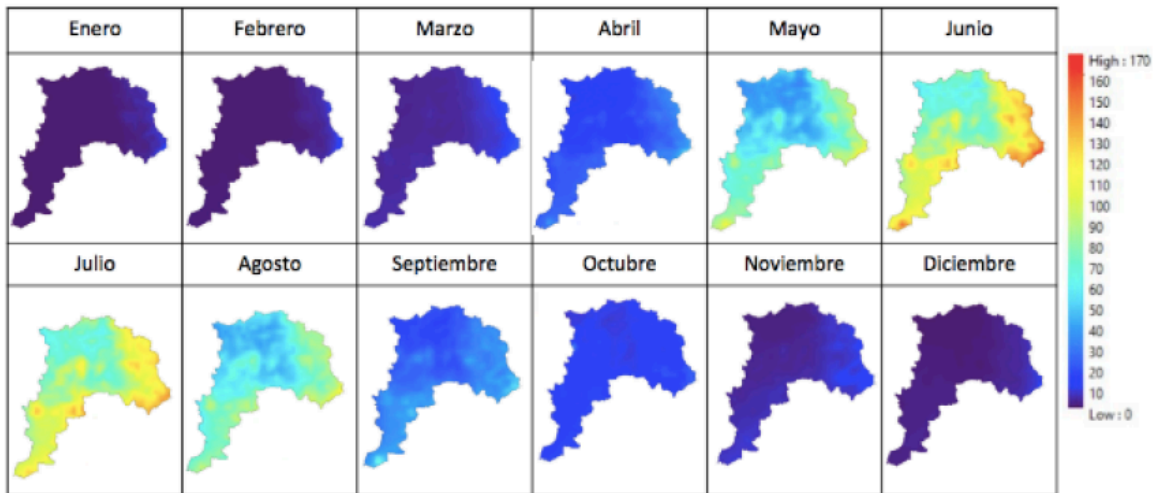 Enero
Febrero
Marzo
Abril
Mayo
Junio
High : 170
160
150
140
130
120
110
100
90
80
70
60
50
40
30
20
10
Low : 0
Julio
Agosto
Septiembre
Octubre
Noviembre
Diciembre